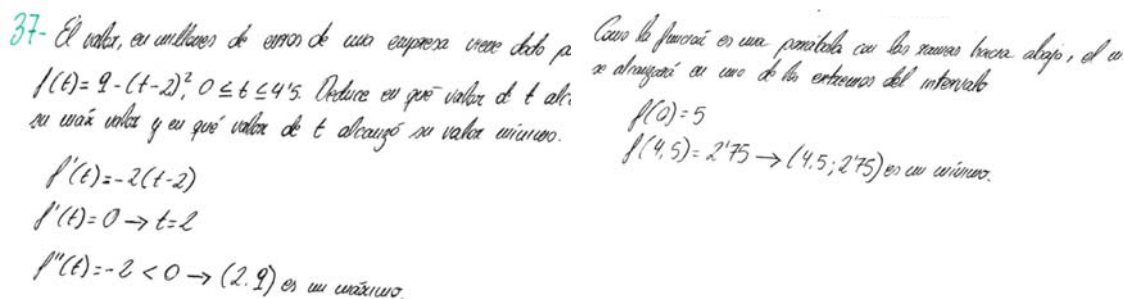 37- El valor, en millones de euros de una empresa viene dado p
f(t)=9-(t-2)², 0≤t≤4'5. Deduce en qué valor de t alc
su máx valor y en qué valor de t alcanzó su valor mínimo.
f'(t)=-2(t-2)
f'(t)=0→t=2
f''(t)=-2<0→(2.9) es un máximo.
Como la función es una parábola con las ramas hacia abajo, el m
se alcanzará en uno de los extremos del intervalo
f(0)=5
f(4,5)=2'75→(4.5;2'75) es un mínimo.